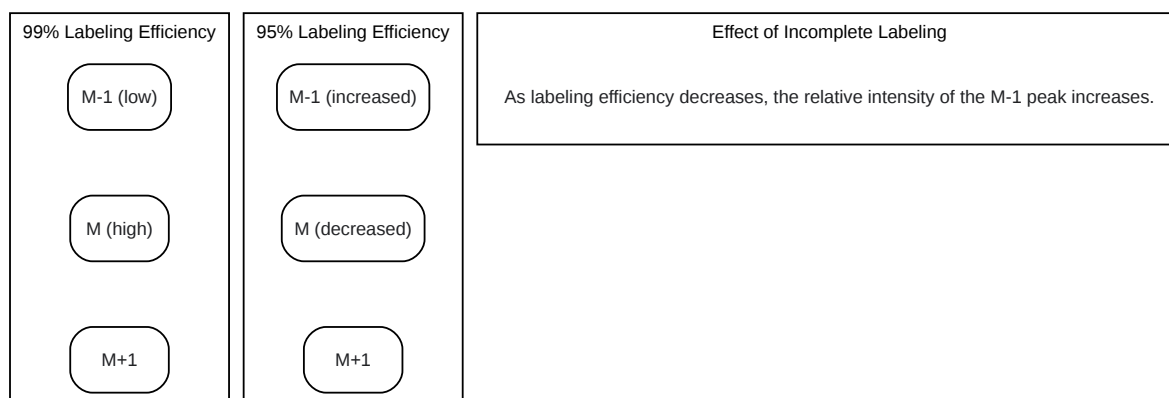 99% Labeling Efficiency
M-1 (low)
M (high)
M+1
95% Labeling Efficiency
M-1 (increased)
M (decreased)
M+1
Effect of Incomplete Labeling
As labeling efficiency decreases, the relative intensity of the M-1 peak increases.